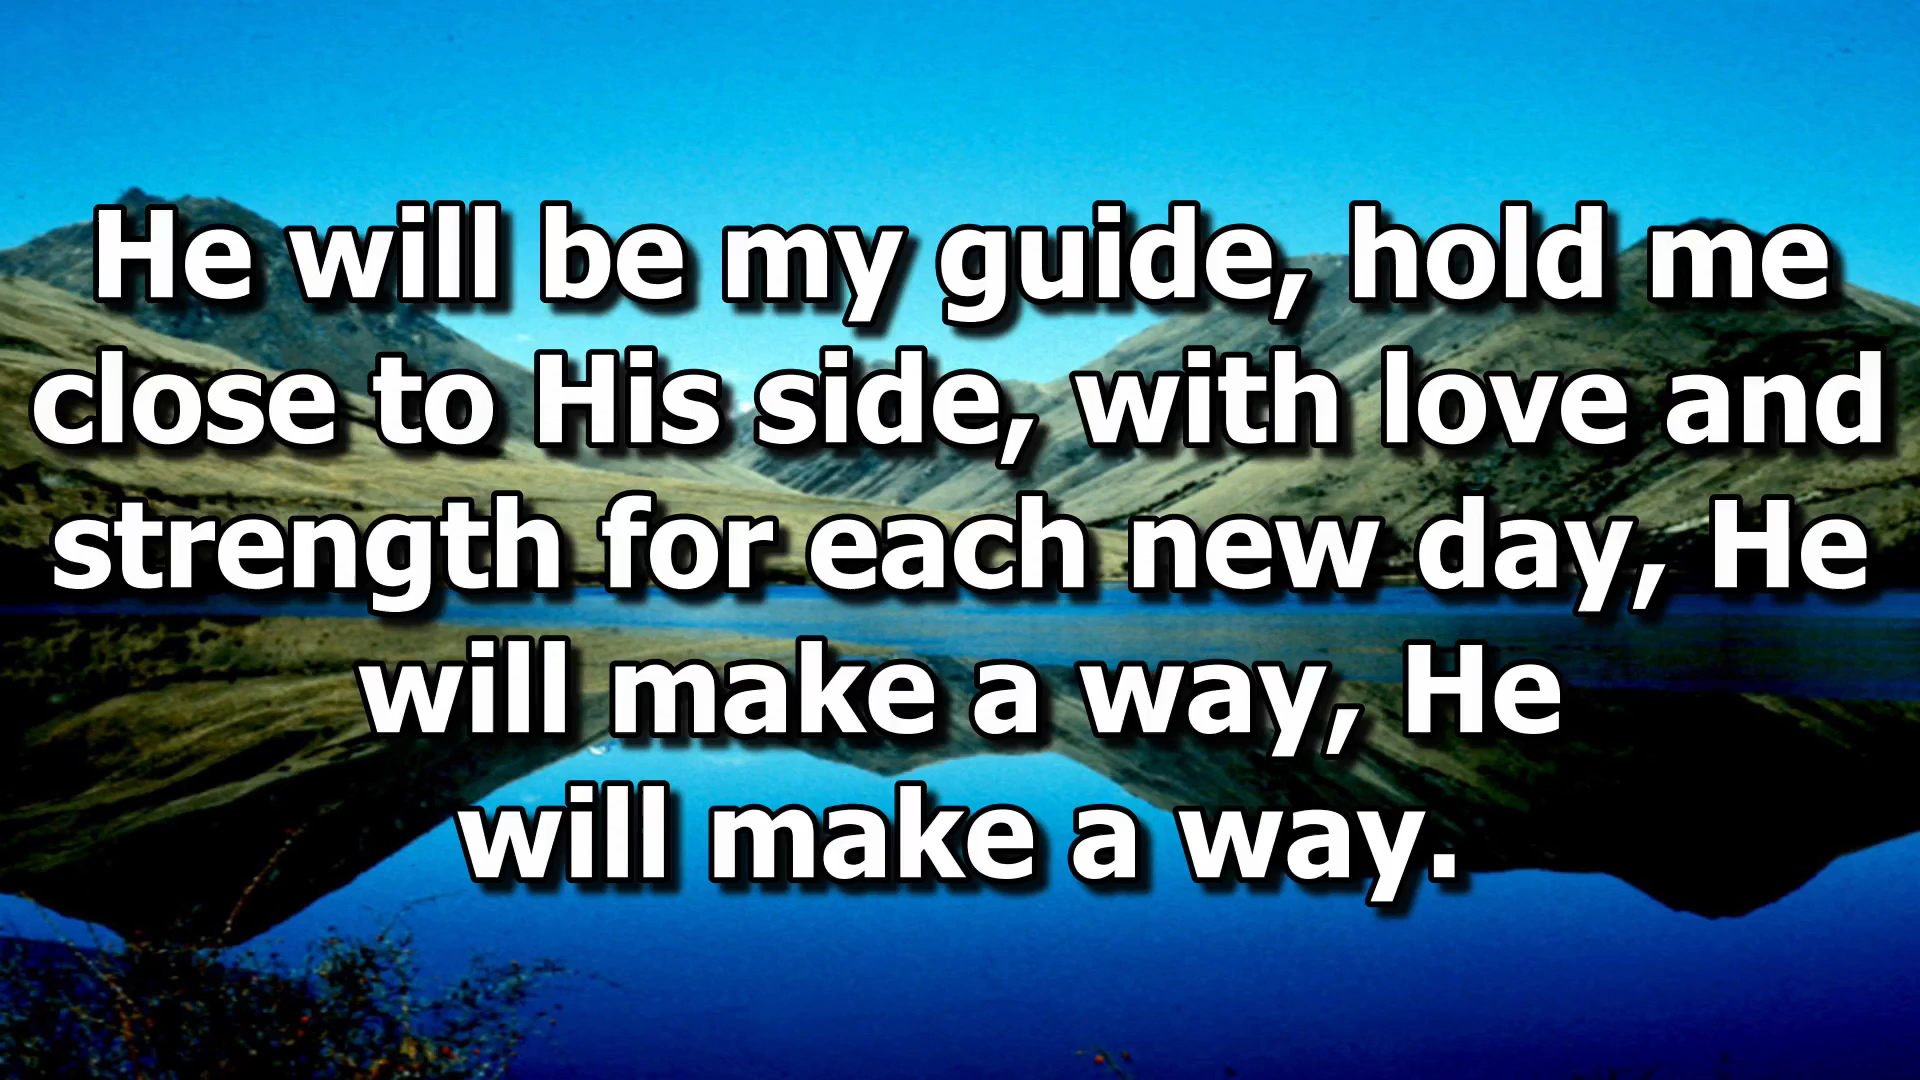 He will be my guide, hold me
close to His side, with love and
strength for each new day, He
will make a way, He
will make a way.